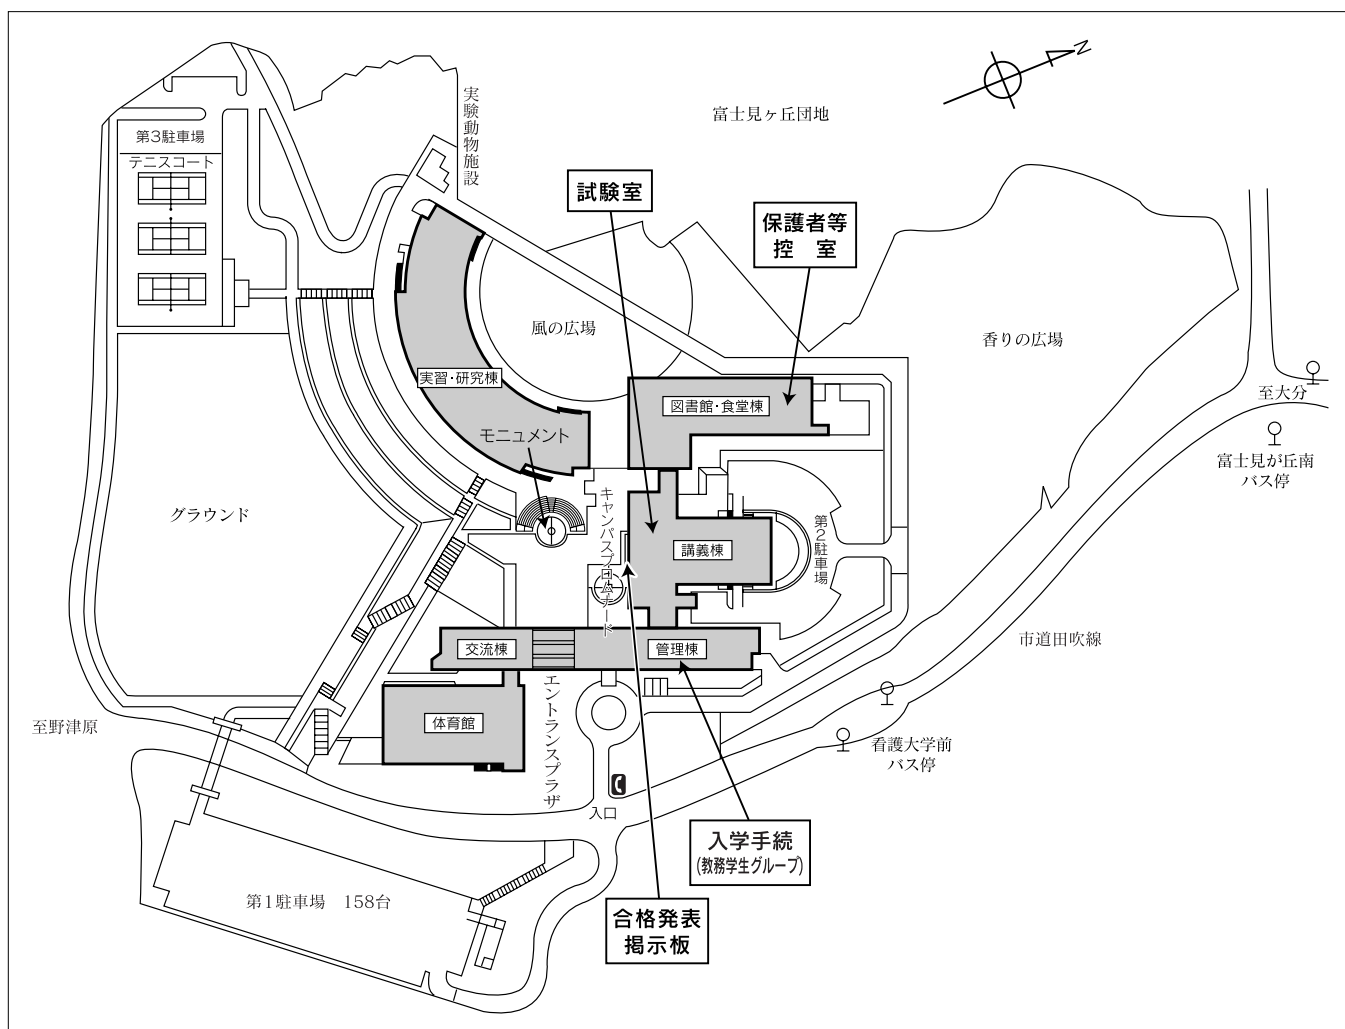 N
富士見ヶ丘団地
実験動物施設
第3駐車場
テニスコート
試験室
保護者等
控　室
風の広場
香りの広場
実習・研究棟
図書館・食堂棟
至大分
モニュメント
富士見が丘南
バス停
グラウンド
キャンパスプロムナード
講義棟
第2駐車場
市道田吹線
交流棟
管理棟
エントランスプラザ
体育館
至野津原
看護大学前
バス停
入口
入学手続
(教務学生グループ)
第1駐車場　158台
合格発表
掲示板